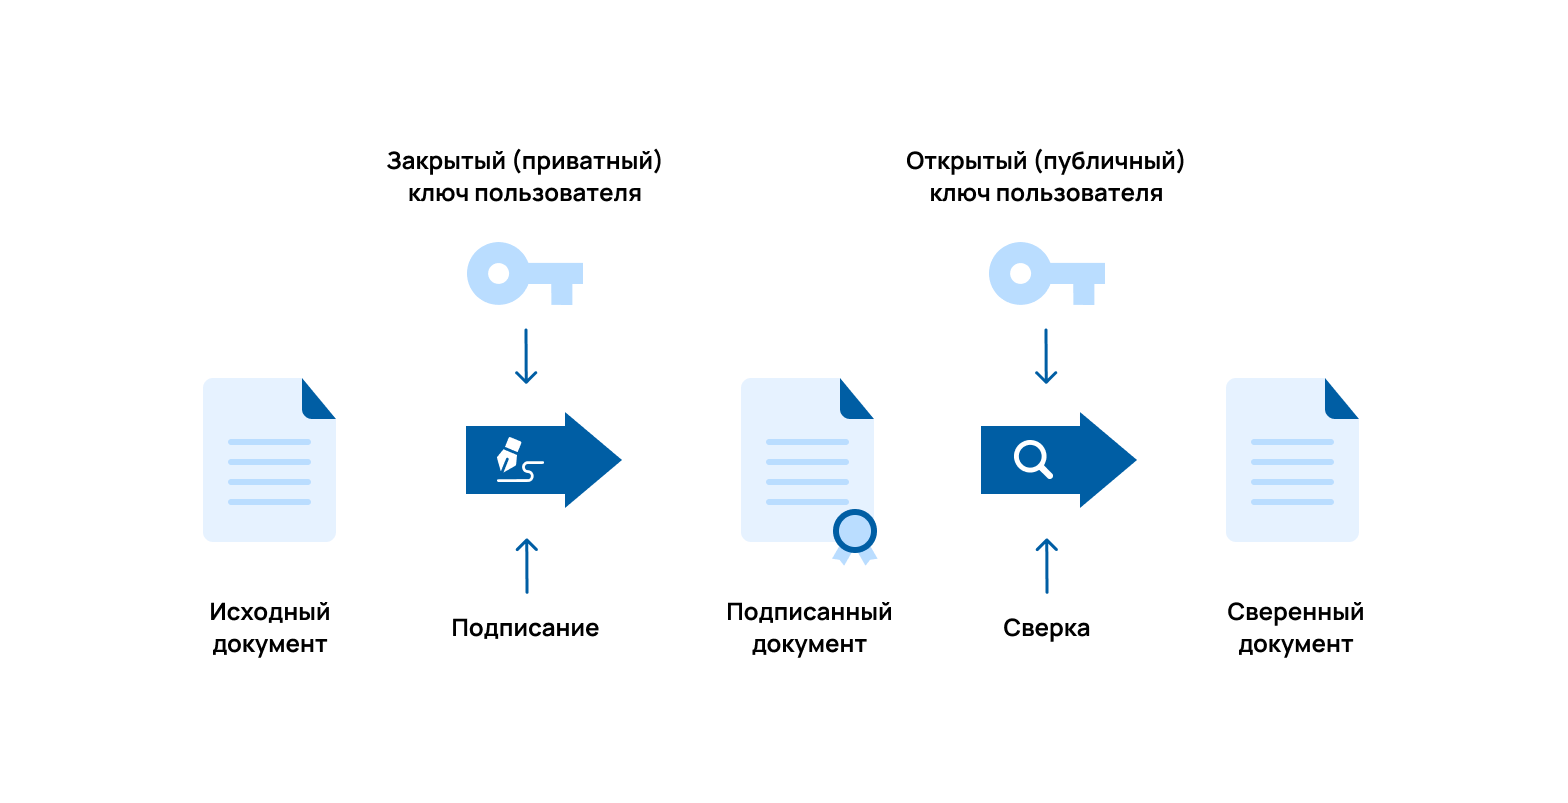 Закрытый (приватный)
ключ пользователя
Открытый (публичный)
ключ пользователя
Исходный
документ
Подписание
Подписанный
документ
Сверка
Сверенный
документ